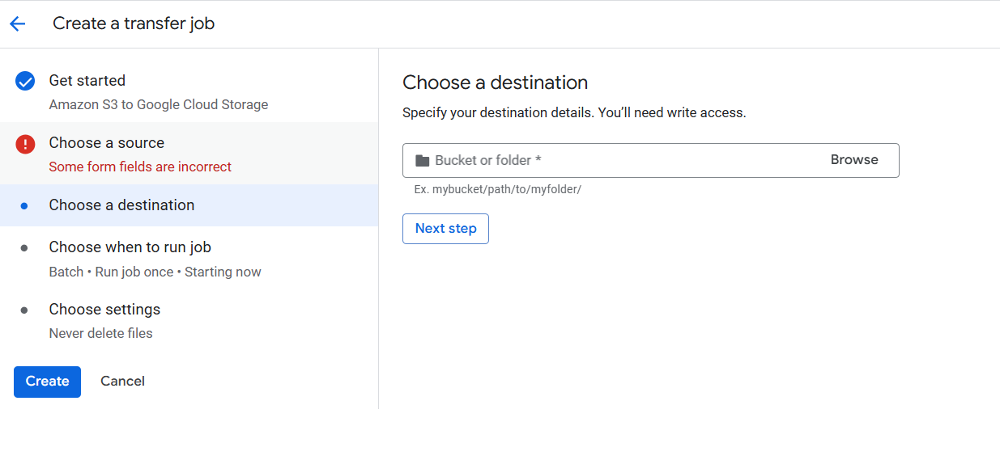 Create a transfer job
Get started
Amazon S3 to Google Cloud Storage
Choose a source
Some form fields are incorrect
Choose a destination
Choose when to run job
Batch • Run job once • Starting now
Choose settings
Never delete files
Create Cancel
Choose a destination
Specify your destination details. You’ll need write access.
Bucket or folder * Browse
Ex. mybucket/path/to/myfolder/
Next step